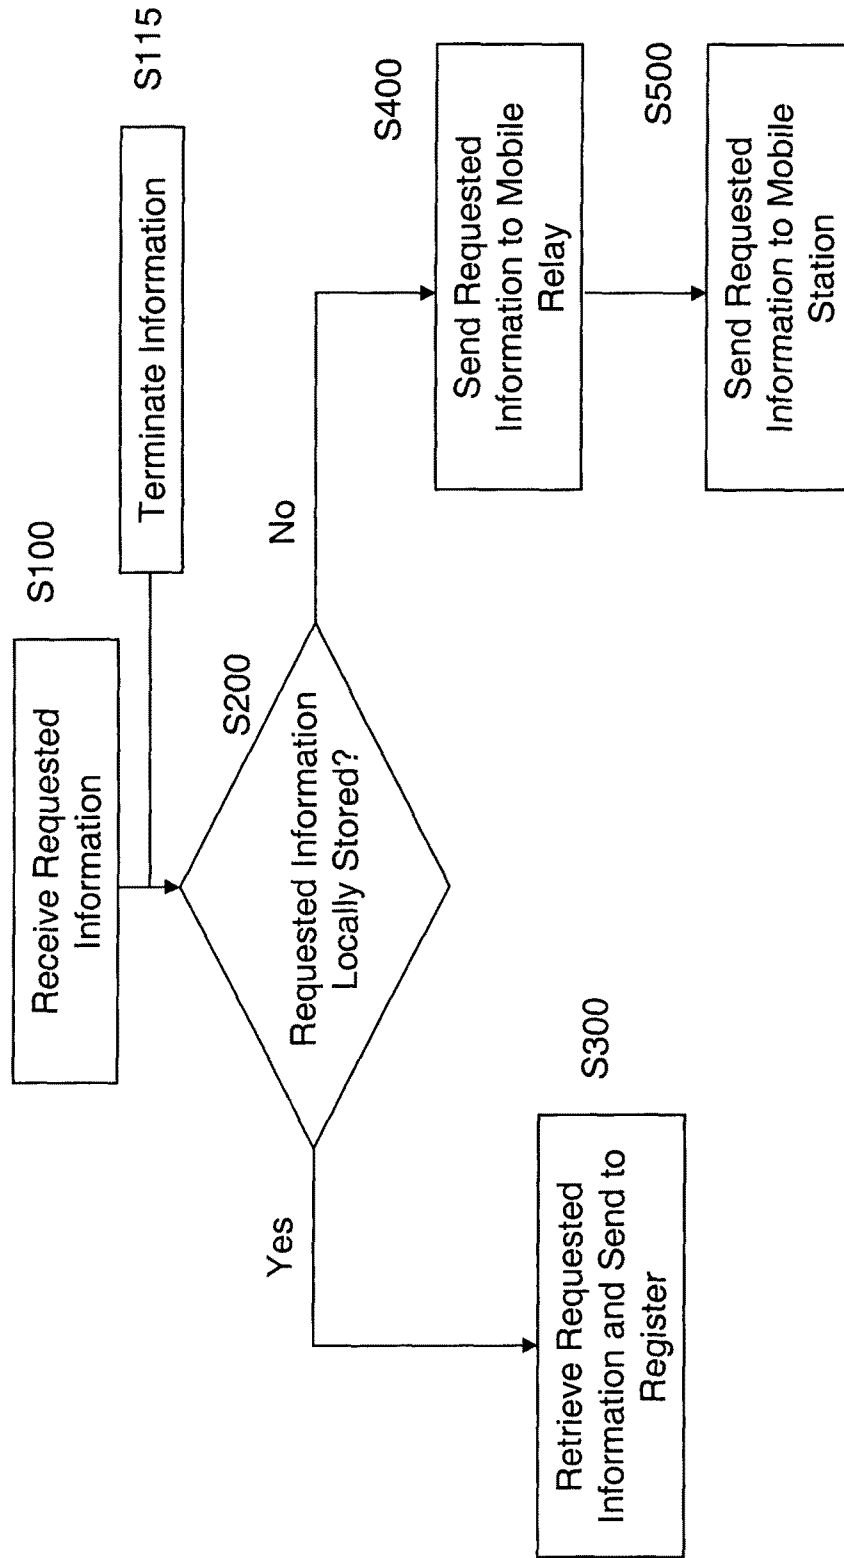 S100
Receive Requested
Information
S115
Terminate Information
S200
Requested Information
Locally Stored?
Yes
No
S300
Retrieve Requested
Information and Send to
Register
S400
Send Requested
Information to Mobile
Relay
S500
Send Requested
Information to Mobile
Station